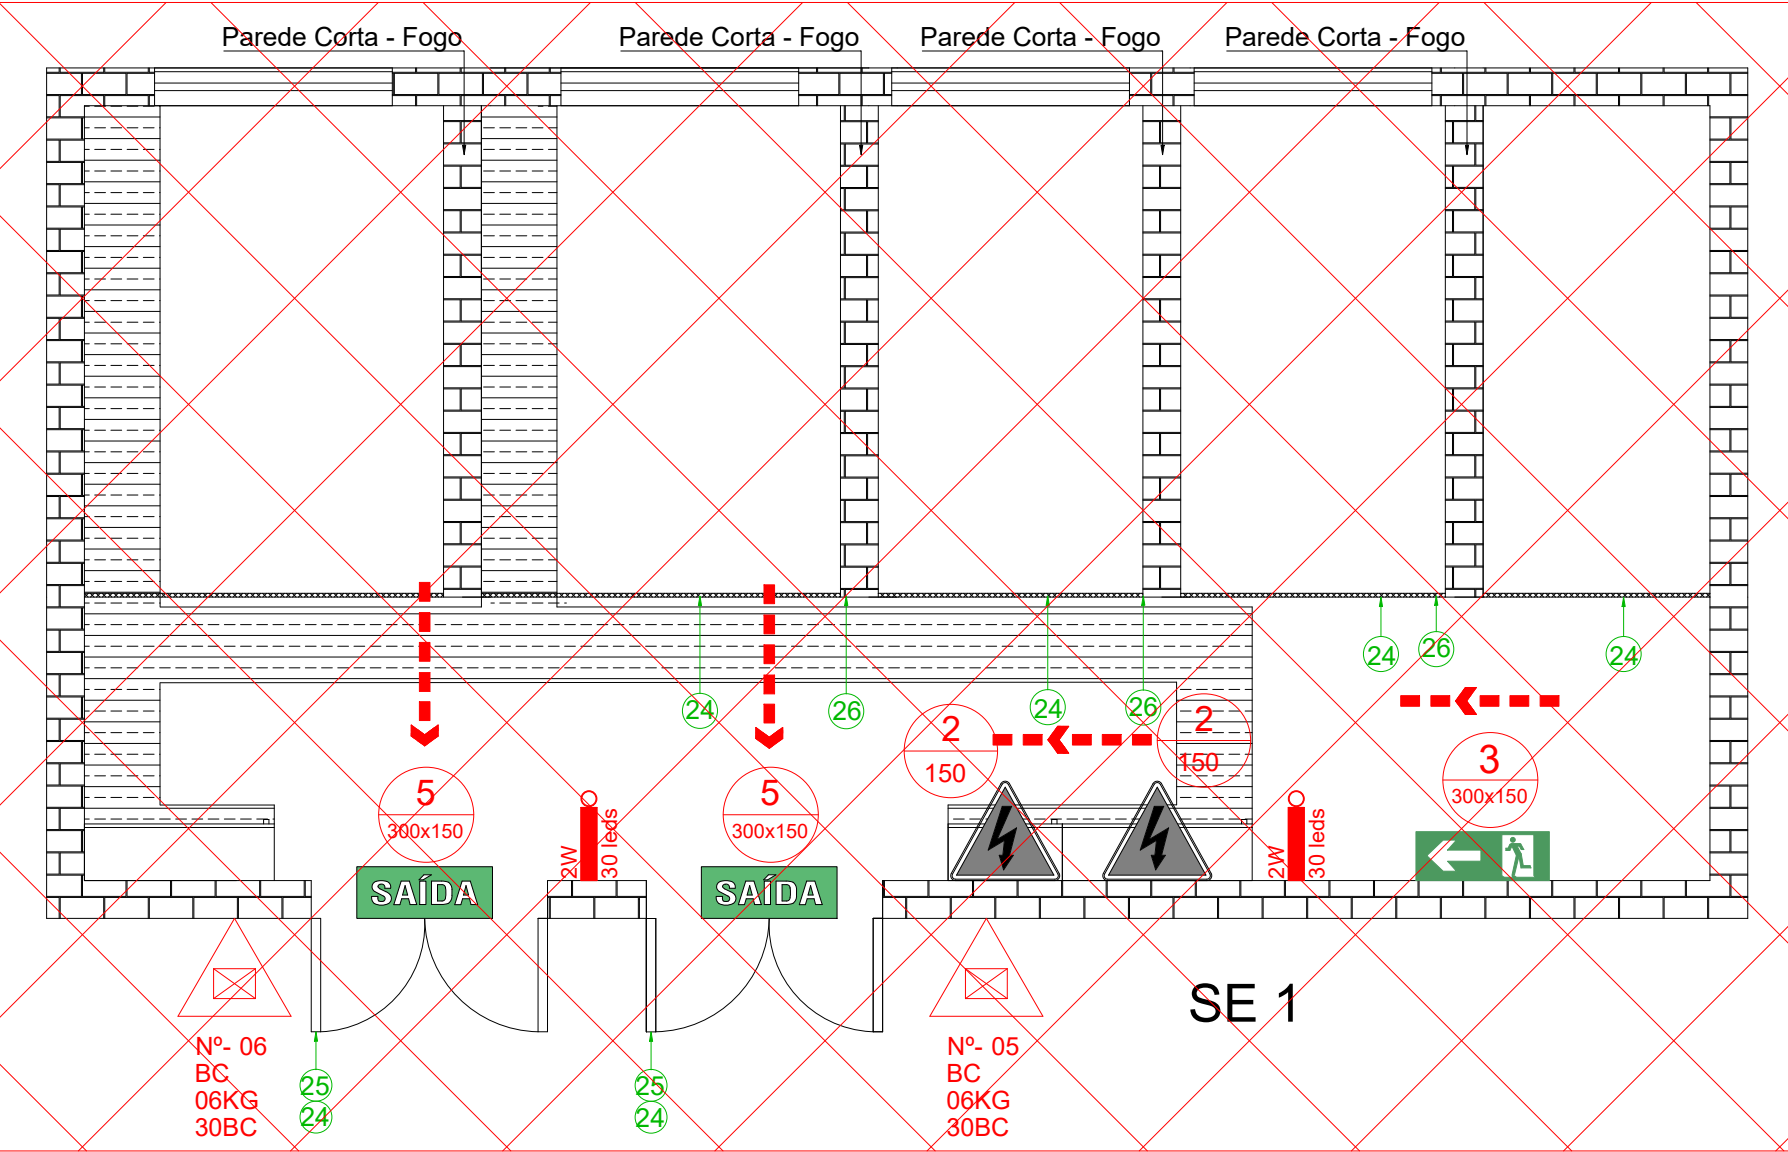 Parede Corta - Fogo
Parede Corta - Fogo
Parede Corta - Fogo
Parede Corta - Fogo
24
26
24
26
24
26
24
2
150
2
150
3
300x150
5
300x150
5
300x150
2W
30 leds
2W
30 leds
SAÍDA
SAÍDA
SE 1
Nº- 06
BC
06KG
30BC
25
24
25
24
Nº- 05
BC
06KG
30BC